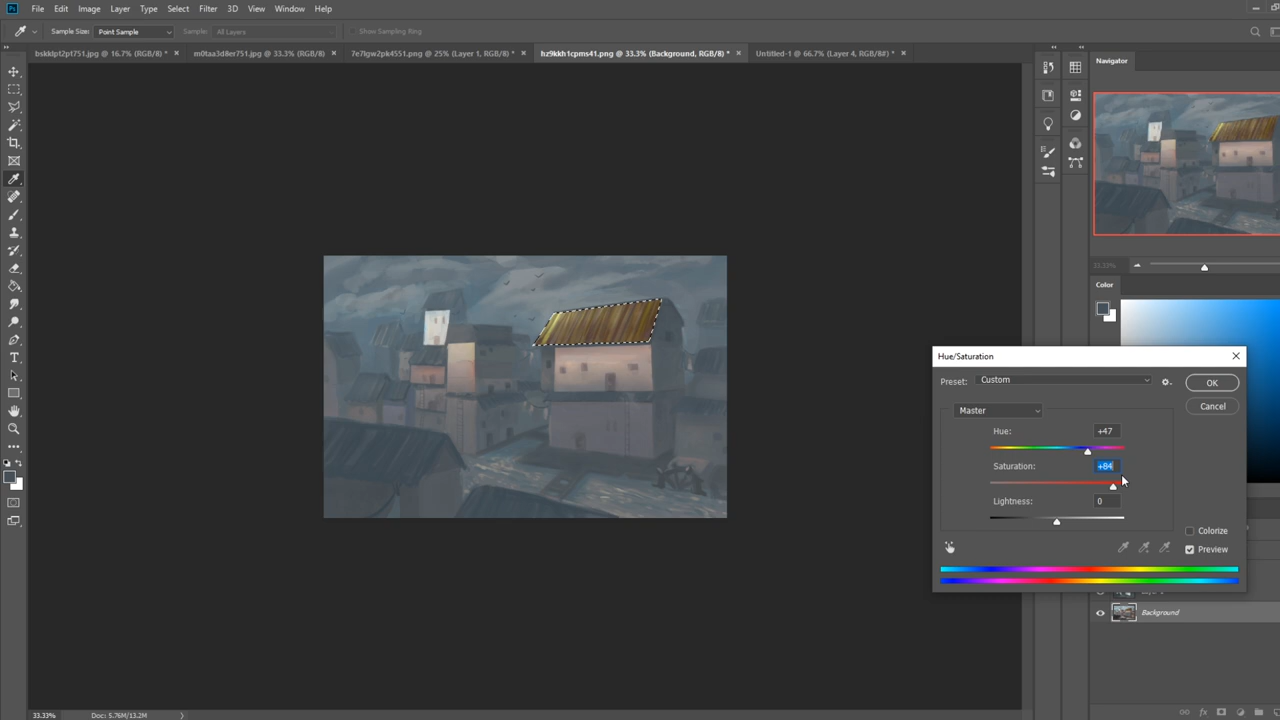 Ps File Edit Image Layer Type Select Filter 3D View Window Help
Sample Size: Point Sample Sample: All Layers Show Sampling Ring
bskldpt2pt751.jpg @ 16.7% (RGB/8) * × m0taa3d8er751.jpg @ 33.3% (RGB/8) × 7e7lgw2pk4551.png @ 25% (Layer 1, RGB/8) * × hz9kkh1cpms41.png @ 33.3% (Background, RGB/8) * × Untitled-1 @ 66.7% (Layer 4, RGB/8#) * ×
Navigator
33.33%
Color
Hue/Saturation
Preset: Custom
OK
Cancel
Master
Hue: +47
Saturation: +84
Lightness: 0
Colorize
Preview
Background
33.33% Doc: 5.76M/13.2M